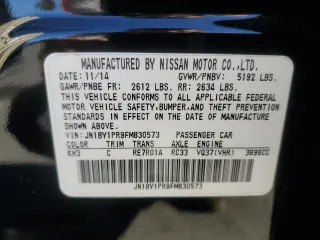 MANUFACTURED BY NISSAN MOTOR CO.,LTD.
DATE: 11/14 GVWR/PNBV: 5192 LBS.
GAWR/PNBE FR: 2612 LBS. RR: 2634 LBS.
THIS VEHICLE CONFORMS TO ALL APPLICABLE FEDERAL
MOTOR VEHICLE SAFETY,BUMPER,AND THEFT PREVENTION
STANDARDS IN EFFECT ON THE DATE OF MANUFACTURE
SHOWN ABOVE.
VIN: JN1BY1PR9FM830573 PASSENGER CAR
COLOR TRIM TRANS AXLE ENGINE
KH3 C RE7R01A RC33 VQ37(VHR) 3696CC
JN1BY1PR9FM830573